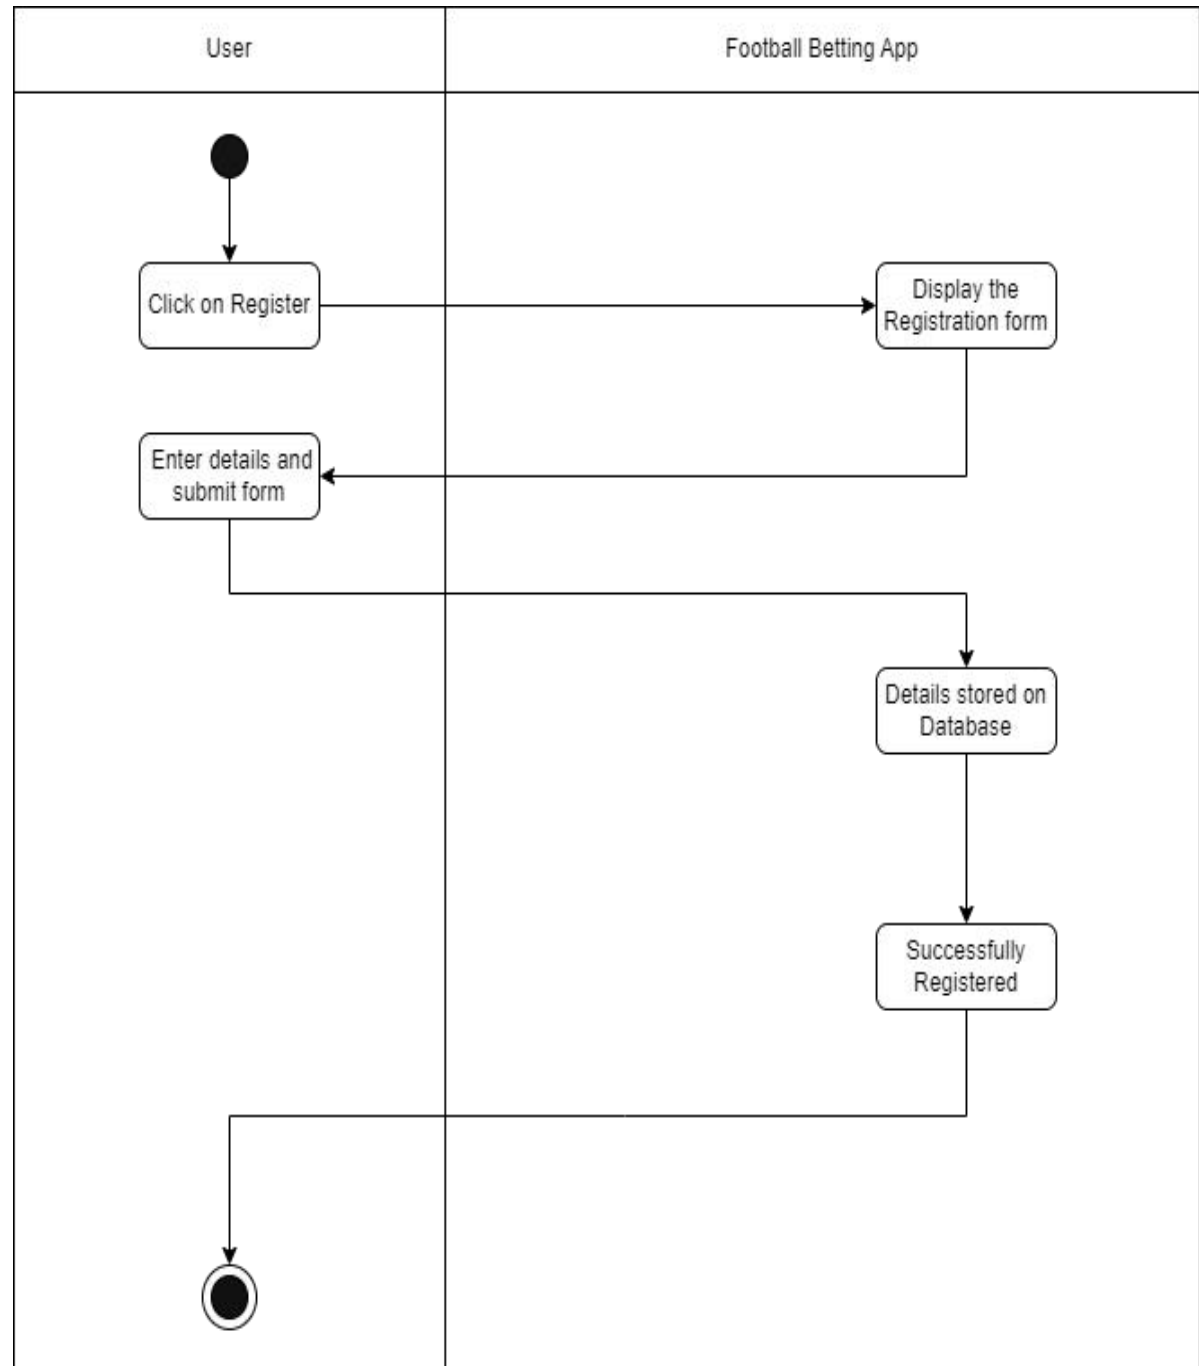 User
Football Betting App
Click on Register
Display the
Registration form
Enter details and
submit form
Details stored on
Database
Successfully
Registered